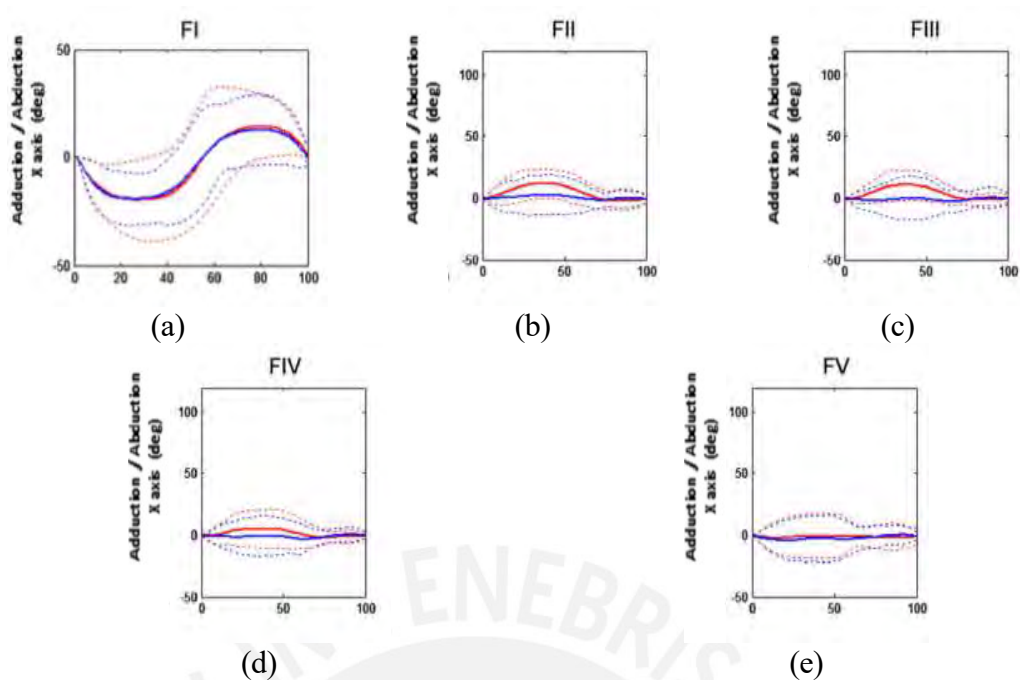 FI
FII
FIII
Adduction / Abduction
X axis (deg)
50
0
-50
0 20 40 60 80 100
Adduction / Abduction
X axis (deg)
100
50
0
-50
0 50 100
Adduction / Abduction
X axis (deg)
100
50
0
-50
0 50 100
(a)
(b)
(c)
FIV
FV
Adduction / Abduction
X axis (deg)
100
50
0
-50
0 50 100
Adduction / Abduction
X axis (deg)
100
50
0
-50
0 50 100
(d)
(e)
ENEBRIS